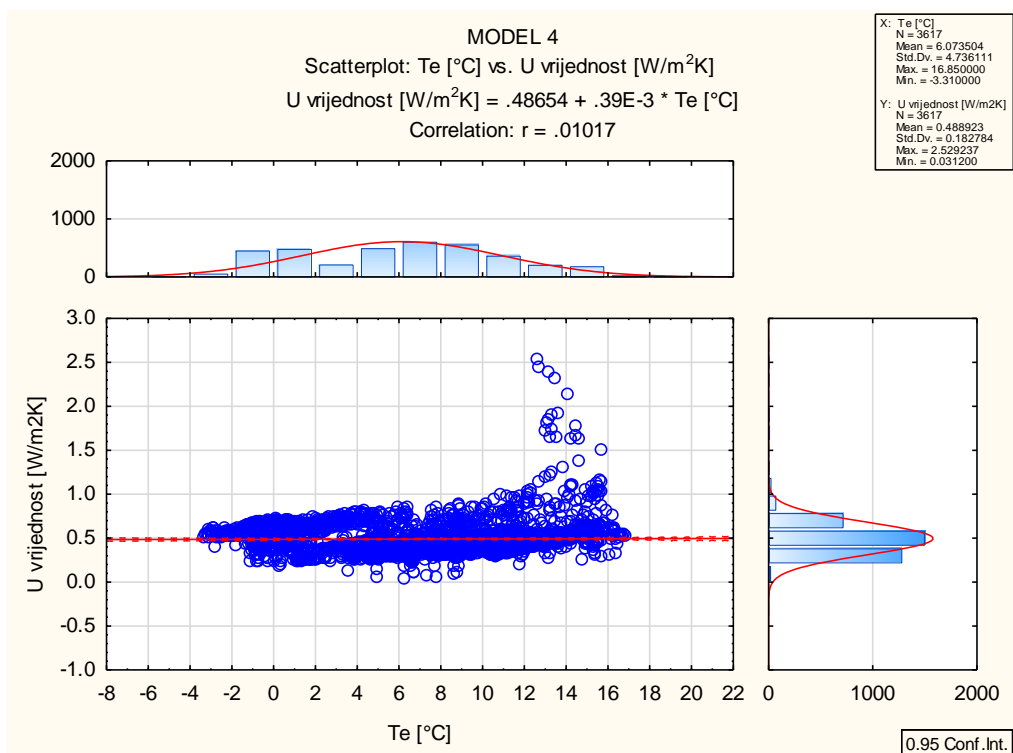 MODEL 4
Scatterplot: Te [°C] vs. U vrijednost [W/m²K]
U vrijednost [W/m²K] = .48654 + .39E-3 * Te [°C]
Correlation: r = .01017
X: Te [°C]
N = 3617
Mean = 6.073504
Std.Dv. = 4.736111
Max. = 16.850000
Min. = -3.310000
Y: U vrijednost [W/m2K]
N = 3617
Mean = 0.488923
Std.Dv. = 0.182784
Max. = 2.529237
Min. = 0.031200
2000
1000
0
3.0
2.5
2.0
1.5
1.0
0.5
0.0
-0.5
-1.0
U vrijednost [W/m2K]
-8 -6 -4 -2 0 2 4 6 8 10 12 14 16 18 20 22
0 1000 2000
Te [°C]
0.95 Conf.Int.